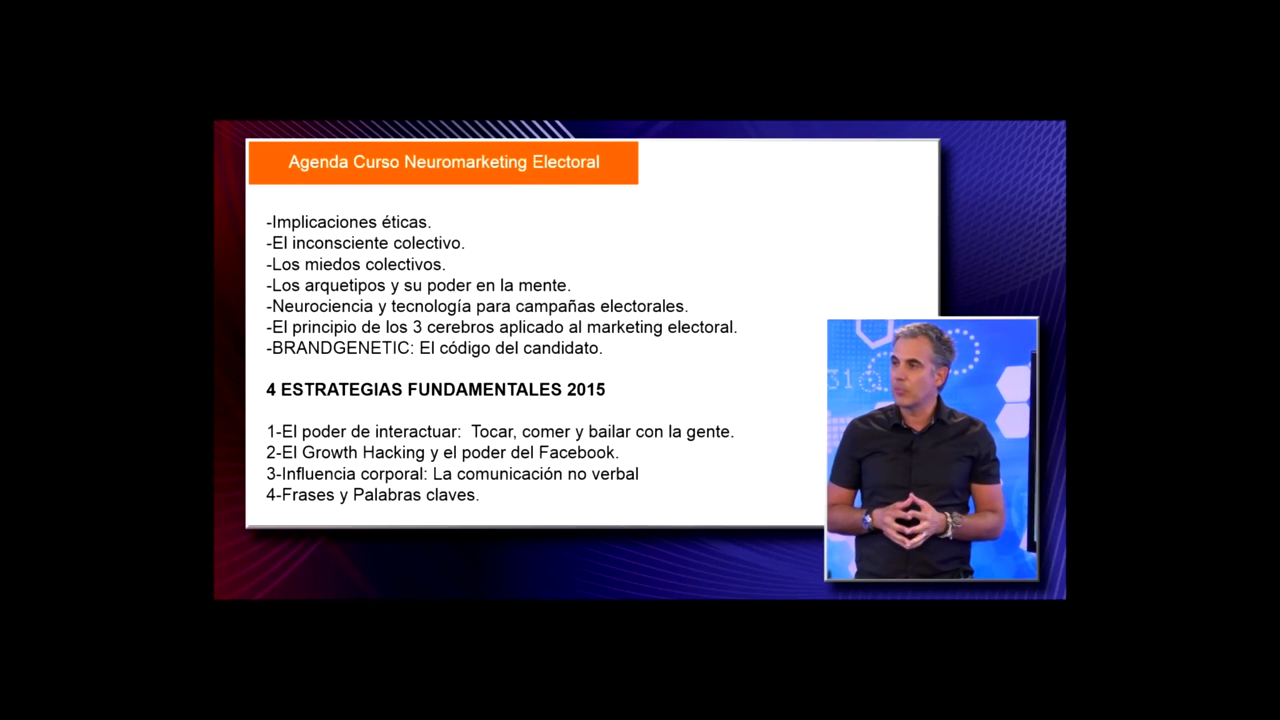 Agenda Curso Neuromarketing Electoral
-Implicaciones éticas.
-El inconsciente colectivo.
-Los miedos colectivos.
-Los arquetipos y su poder en la mente.
-Neurociencia y tecnología para campañas electorales.
-El principio de los 3 cerebros aplicado al marketing electoral.
-BRANDGENETIC: El código del candidato.
4 ESTRATEGIAS FUNDAMENTALES 2015
1-El poder de interactuar:  Tocar, comer y bailar con la gente.
2-El Growth Hacking y el poder del Facebook.
3-Influencia corporal: La comunicación no verbal
4-Frases y Palabras claves.
31